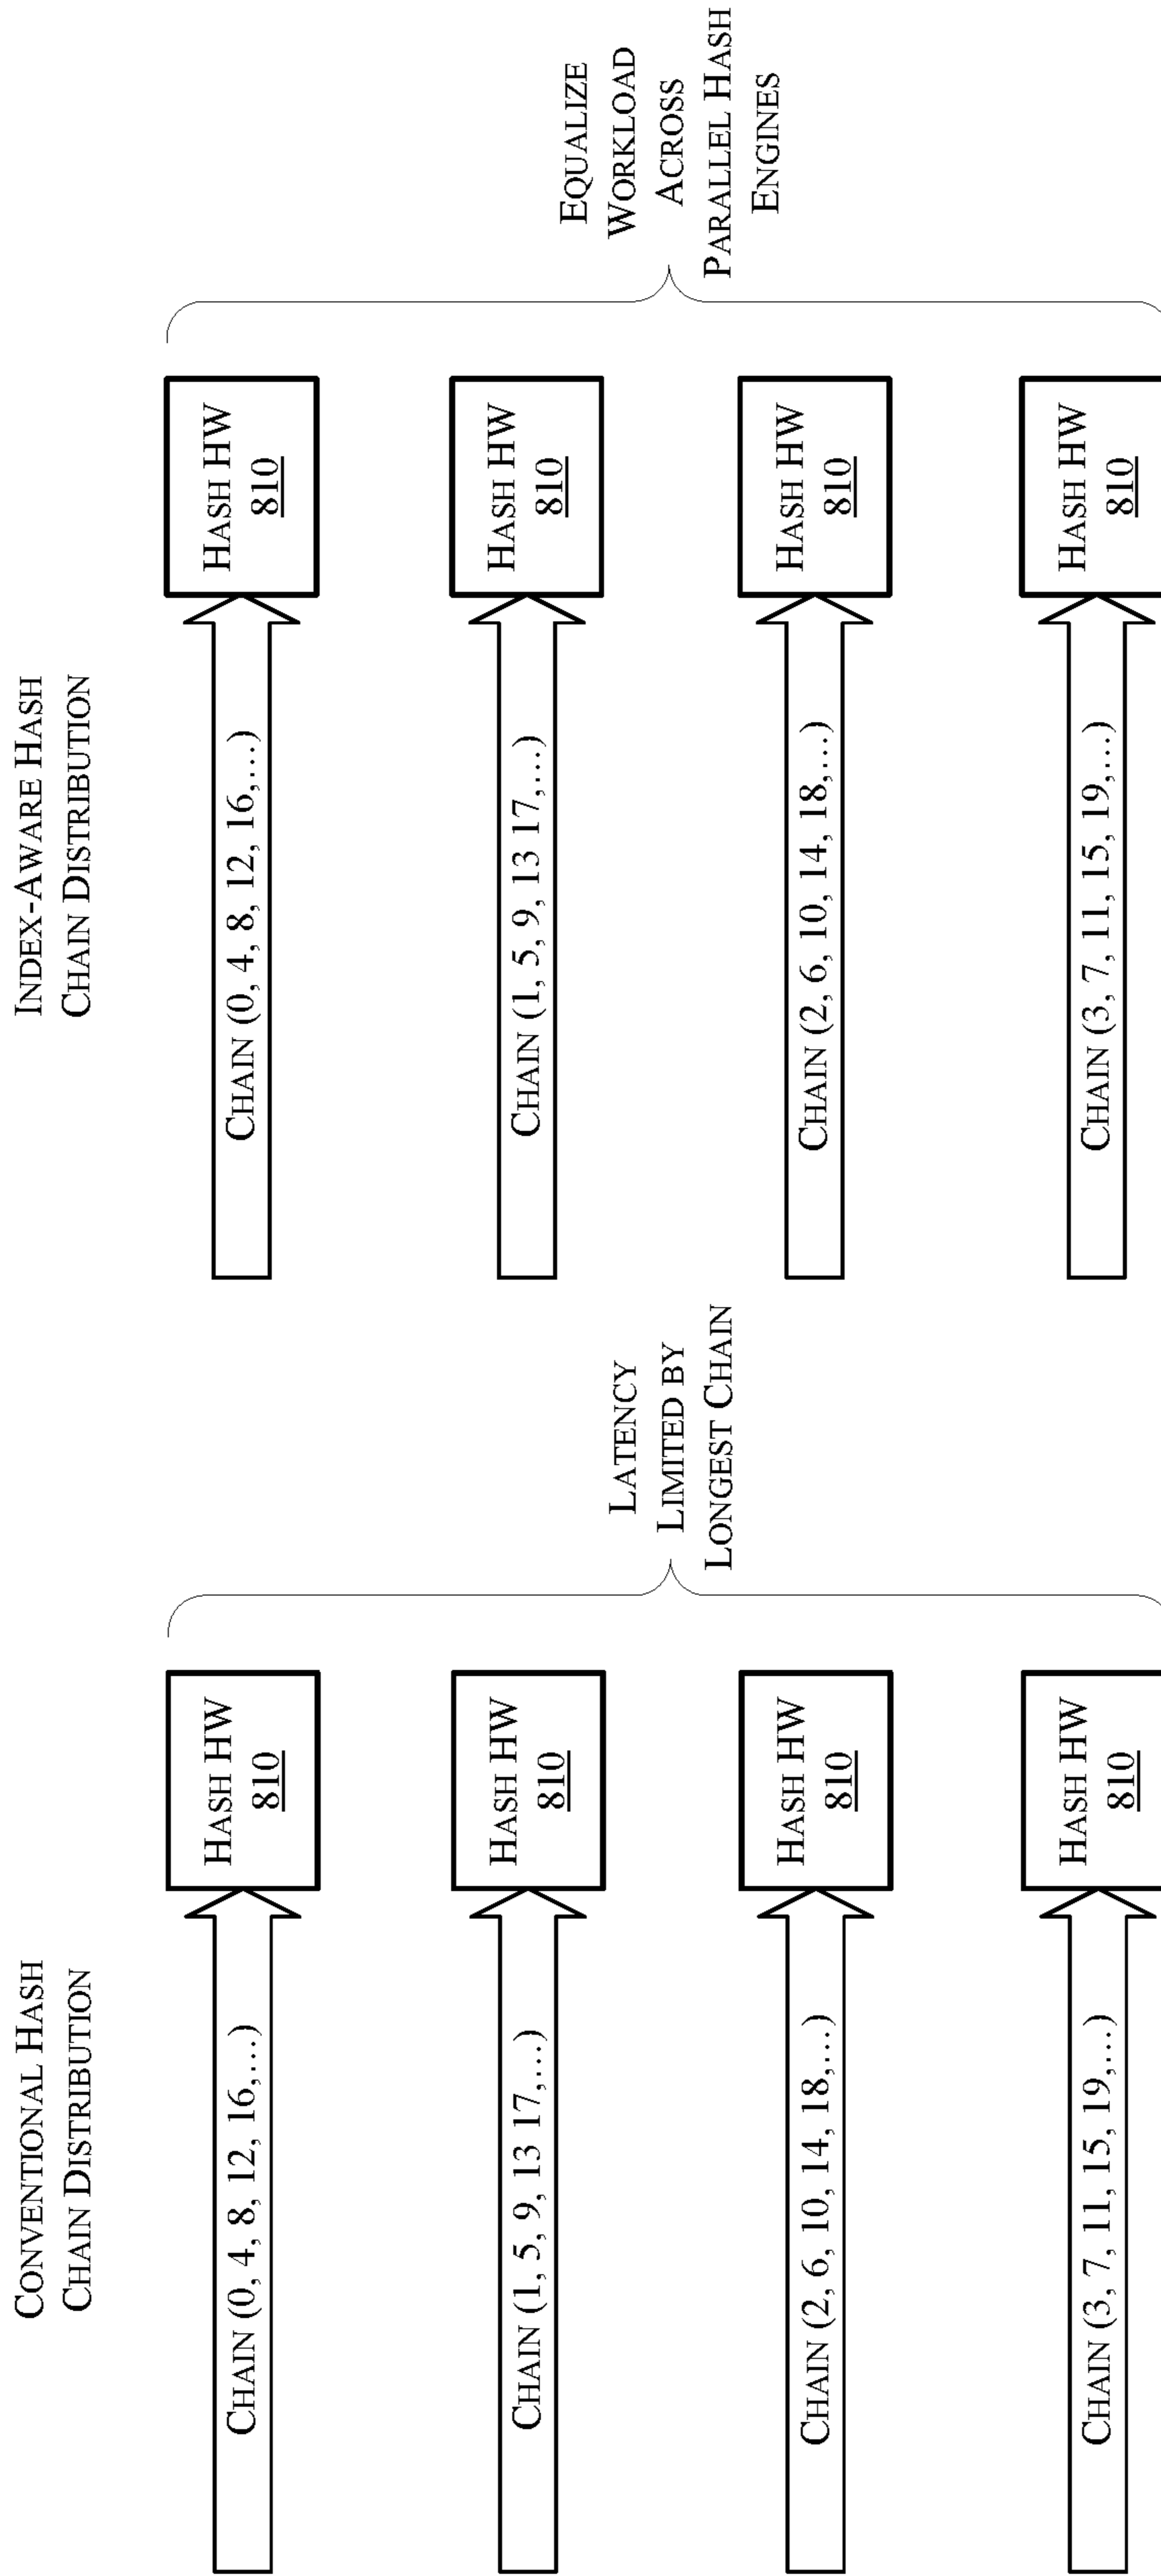 CONVENTIONAL HASH
CHAIN DISTRIBUTION
CHAIN (0, 4, 8, 12, 16,...)
HASH HW
810
CHAIN (1, 5, 9, 13 17,...)
HASH HW
810
CHAIN (2, 6, 10, 14, 18,...)
HASH HW
810
CHAIN (3, 7, 11, 15, 19,...)
HASH HW
810
LATENCY
LIMITED BY
LONGEST CHAIN
INDEX-AWARE HASH
CHAIN DISTRIBUTION
CHAIN (0, 4, 8, 12, 16,...)
HASH HW
810
CHAIN (1, 5, 9, 13 17,...)
HASH HW
810
CHAIN (2, 6, 10, 14, 18,...)
HASH HW
810
CHAIN (3, 7, 11, 15, 19,...)
HASH HW
810
EQUALIZE
WORKLOAD
ACROSS
PARALLEL HASH
ENGINES